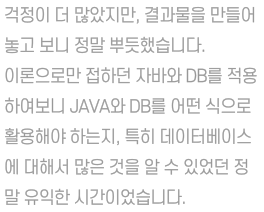 걱정이 더 많았지만, 결과물을 만들어
놓고 보니 정말 뿌듯했습니다.
이론으로만 접하던 자바와 DB를 적용
하여보니 JAVA와 DB를 어떤 식으로
활용해야 하는지, 특히 데이터베이스
에 대해서 많은 것을 알 수 있었던 정
말 유익한 시간이었습니다.